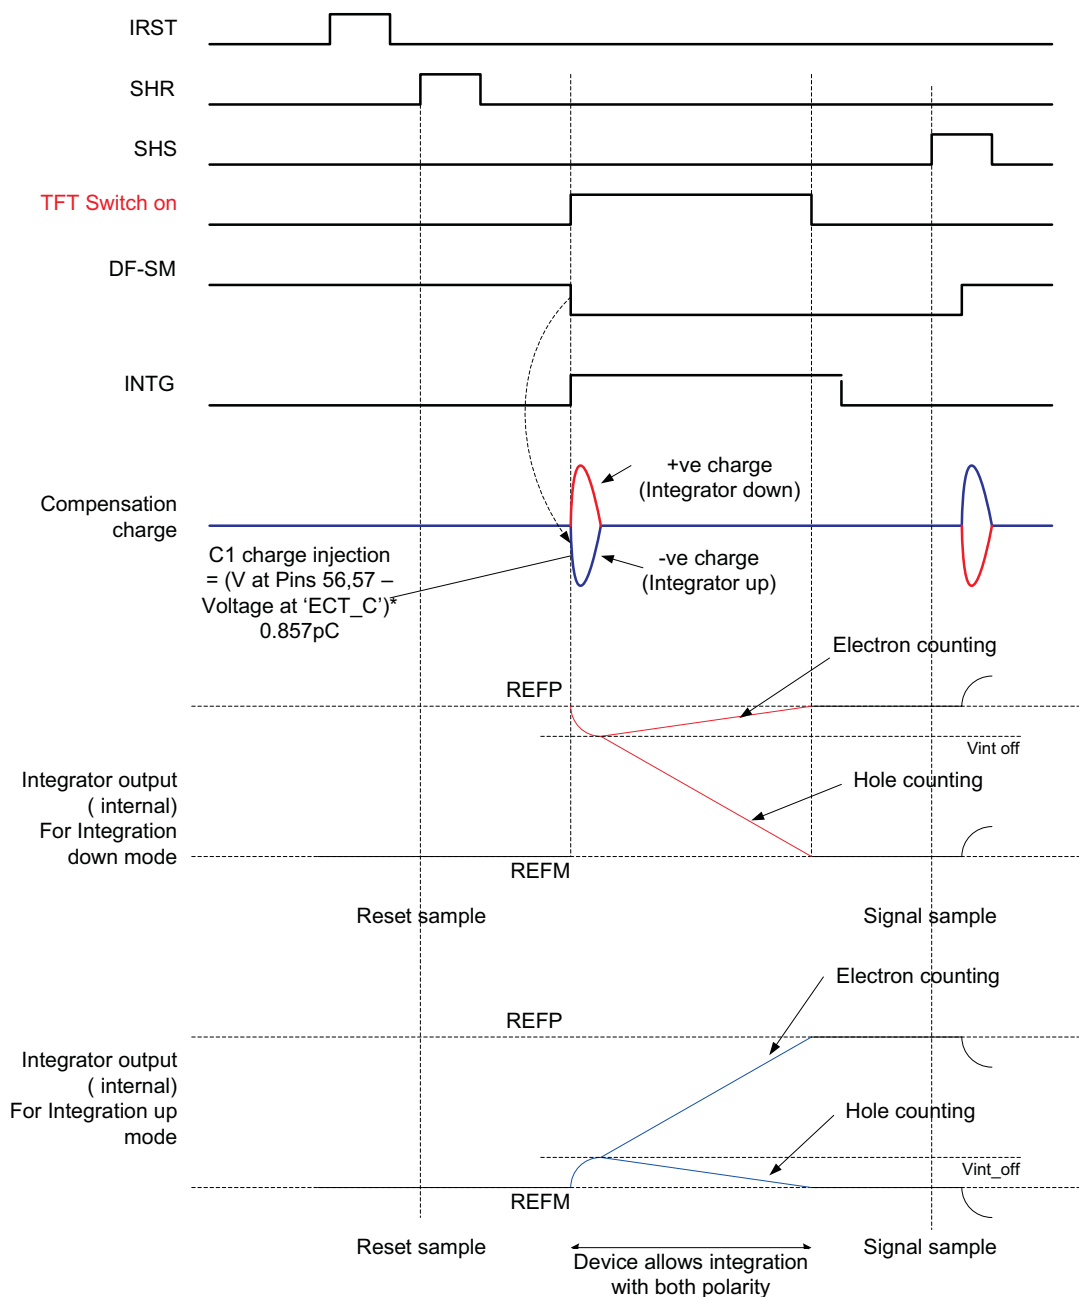 IRST
SHR
SHS
TFT Switch on
DF-SM
INTG
Compensation
charge
+ve charge
(Integrator down)
-ve charge
(Integrator up)
C1 charge injection
= (V at Pins 56,57 –
Voltage at ‘ECT_C’)*
0.857pC
Electron counting
REFP
Vint off
Integrator output
( internal)
For Integration
down mode
Hole counting
REFM
Reset sample
Signal sample
Electron counting
REFP
Integrator output
( internal)
For Integration up
mode
Hole counting
Vint_off
REFM
Reset sample
Signal sample
Device allows integration
with both polarity